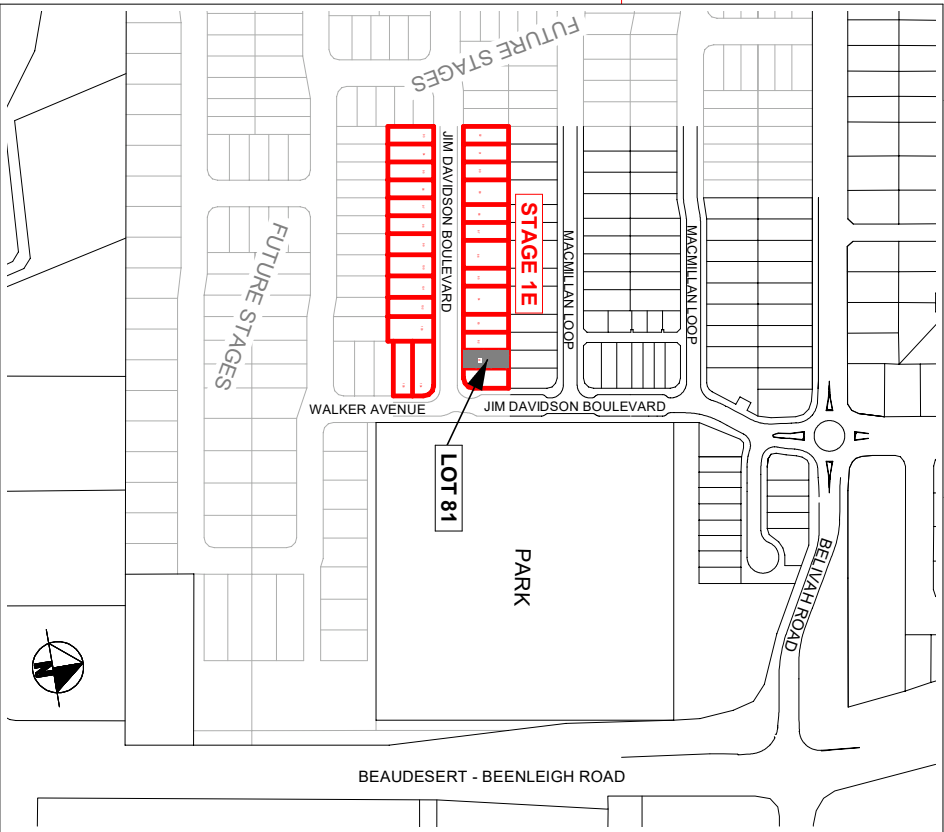 FUTURE STAGES
JIM DAVIDSON BOULEVARD
STAGE 1E
MACMILLAN LOOP
MACMILLAN LOOP
FUTURE STAGES
WALKER AVENUE
JIM DAVIDSON BOULEVARD
LOT 81
PARK
BELIVAH ROAD
N
BEAUDESERT - BEENLEIGH ROAD